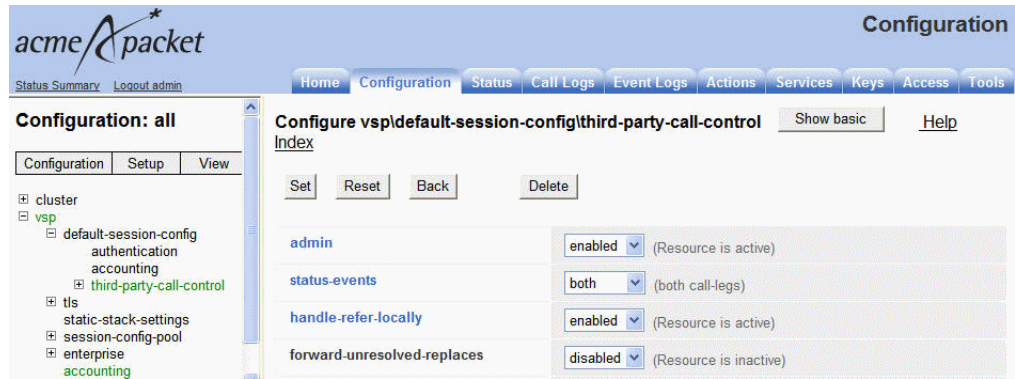 acme packet
Configuration
Status Summary Logout admin
Home Configuration Status Call Logs Event Logs Actions Services Keys Access Tools
Configuration: all
Configuration Setup View
cluster
vsp
default-session-config
authentication
accounting
third-party-call-control
tls
static-stack-settings
session-config-pool
enterprise
accounting
Configure vsp\default-session-config\third-party-call-control Show basic Help
Index
Set Reset Back Delete
admin enabled (Resource is active)
status-events both (both call-legs)
handle-refer-locally enabled (Resource is active)
forward-unresolved-replaces disabled (Resource is inactive)